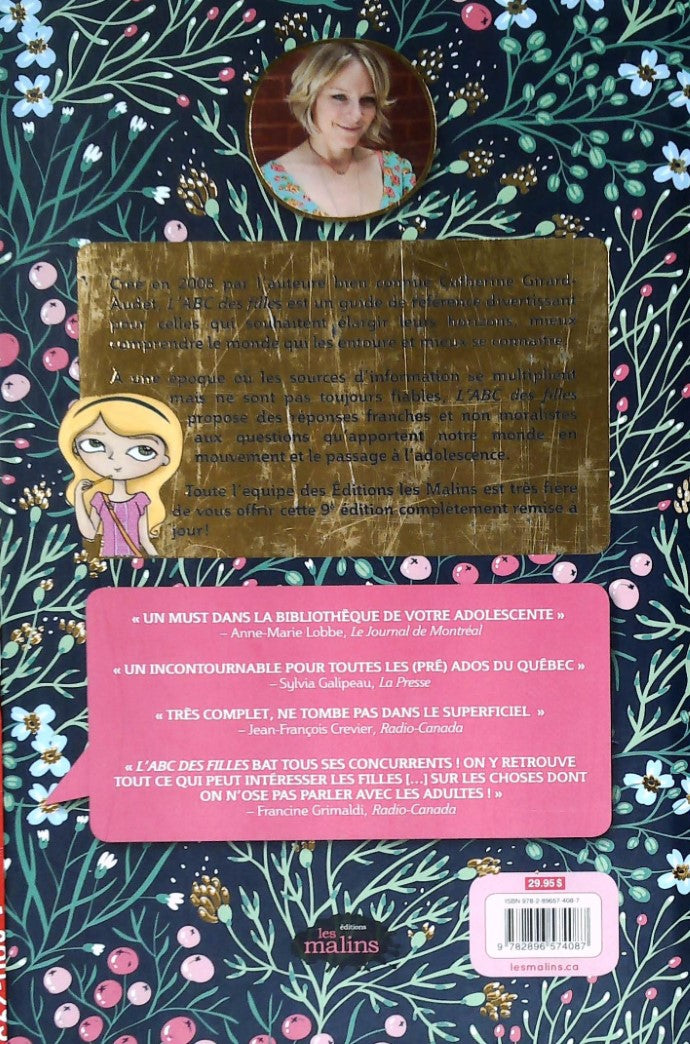 Créé en 2008 par l'auteure bien connue Catherine Girard-
Audet, L'ABC des filles est un guide de référence divertissant
pour celles qui souhaitent élargir leurs horizons, mieux
comprendre le monde qui les entoure et mieux se connaître.
À une époque où les sources d'information se multiplient
mais ne sont pas toujours fiables, L'ABC des filles
propose des réponses franches et non moralistes
aux questions qu'apportent notre monde en
mouvement et le passage à l'adolescence.
Toute l'équipe des Éditions les Malins est très fière
de vous offrir cette 9e édition complètement remise à
jour!
« UN MUST DANS LA BIBLIOTHÈQUE DE VOTRE ADOLESCENTE »
– Anne-Marie Lobbe, Le Journal de Montréal
« UN INCONTOURNABLE POUR TOUTES LES (PRÉ) ADOS DU QUÉBEC »
– Sylvia Galipeau, La Presse
« TRÈS COMPLET, NE TOMBE PAS DANS LE SUPERFICIEL »
– Jean-François Crevier, Radio-Canada
« L'ABC DES FILLES BAT TOUS SES CONCURRENTS ! ON Y RETROUVE
TOUT CE QUI PEUT INTÉRESSER LES FILLES [...] SUR LES CHOSES DONT
ON N'OSE PAS PARLER AVEC LES ADULTES ! »
– Francine Grimaldi, Radio-Canada
éditions
les
malins
29.95 $
ISBN 978-2-89657-408-7
9 782896 574087
lesmalins.ca